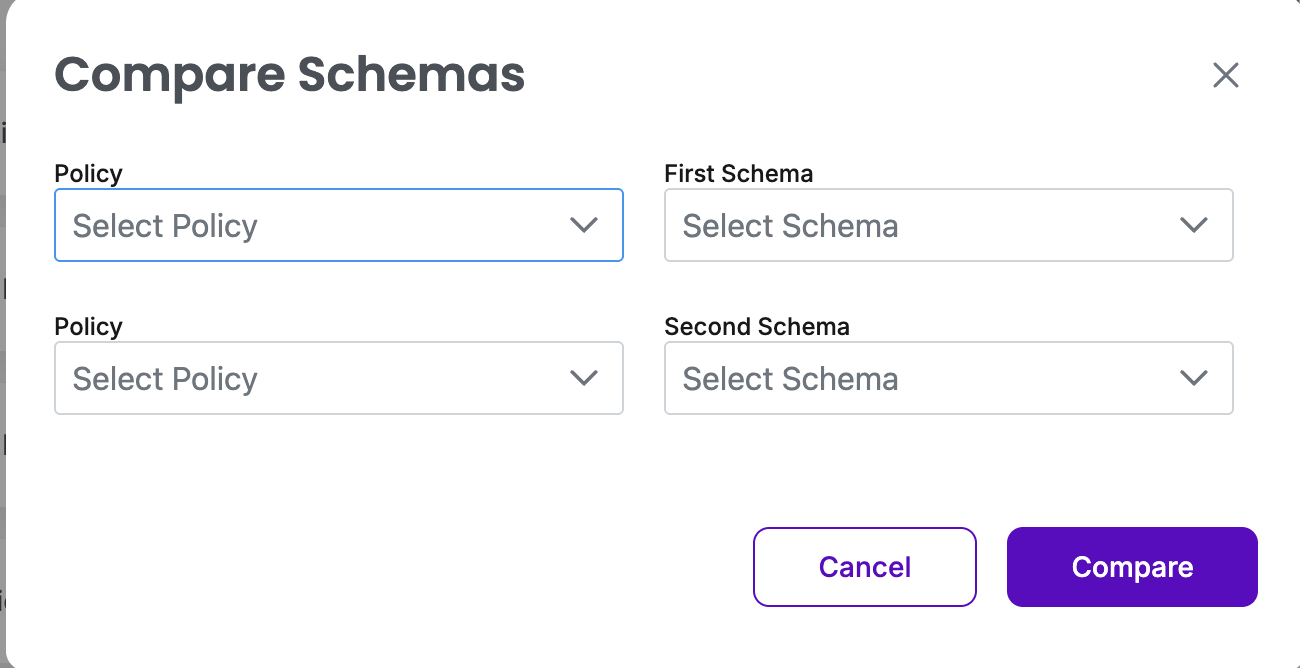 Compare Schemas
Policy
First Schema
Select Policy
Select Schema
Policy
Second Schema
Select Policy
Select Schema
Cancel
Compare